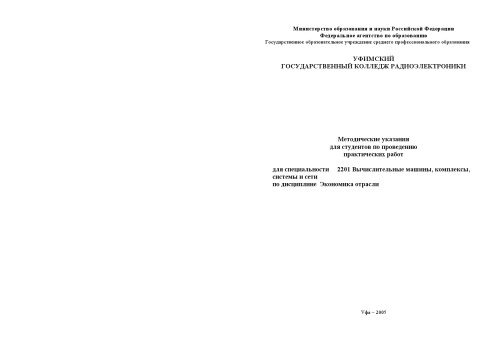 Министерство образования и науки Российской Федерации
Федеральное агентство по образованию
Государственное образовательное учреждение среднего профессионального образования
УФИМСКИЙ
ГОСУДАРСТВЕННЫЙ КОЛЛЕДЖ РАДИОЭЛЕКТРОНИКИ
Методические указания
для студентов по проведению
практических работ
для специальности 2201 Вычислительные машины, комплексы,
системы и сети
по дисциплине Экономика отрасли
Уфа – 2005